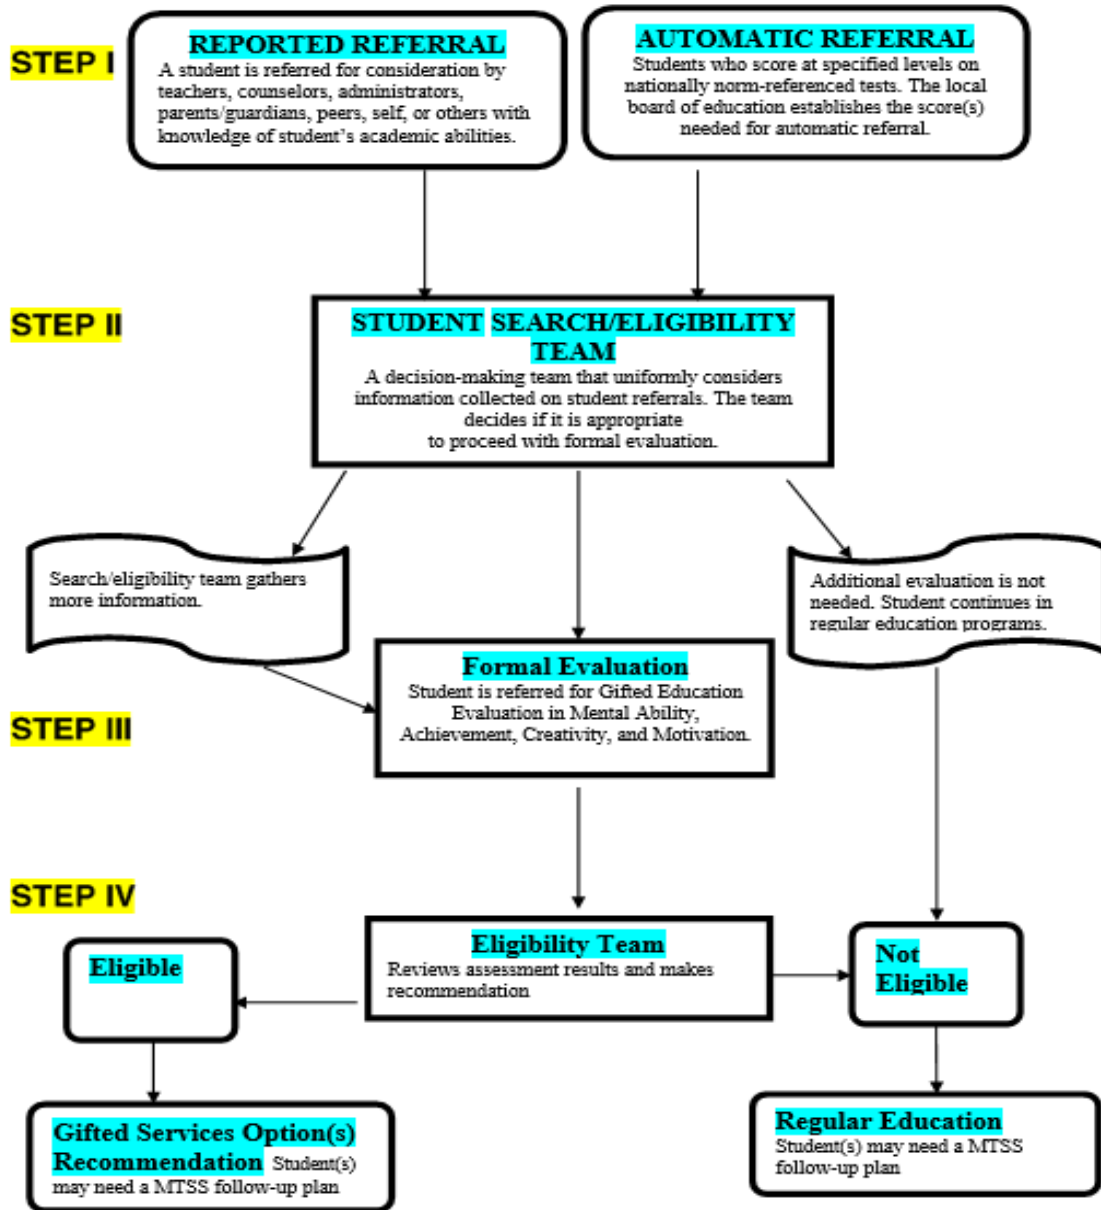 STEP I
REPORTED REFERRAL
A student is referred for consideration by
teachers, counselors, administrators,
parents/guardians, peers, self, or others with
knowledge of student's academic abilities.
AUTOMATIC REFERRAL
Students who score at specified levels on
nationally norm-referenced tests. The local
board of education establishes the score(s)
needed for automatic referral.
STEP II
STUDENT SEARCH/ELIGIBILITY
TEAM
A decision-making team that uniformly considers
information collected on student referrals. The team
decides if it is appropriate
to proceed with formal evaluation.
Search/eligibility team gathers
more information.
Additional evaluation is not
needed. Student continues in
regular education programs.
STEP III
Formal Evaluation
Student is referred for Gifted Education
Evaluation in Mental Ability,
Achievement, Creativity, and Motivation.
STEP IV
Eligible
Eligibility Team
Reviews assessment results and makes
recommendation
Not
Eligible
Gifted Services Option(s)
Recommendation Student(s)
may need a MTSS follow-up plan
Regular Education
Student(s) may need a MTSS
follow-up plan